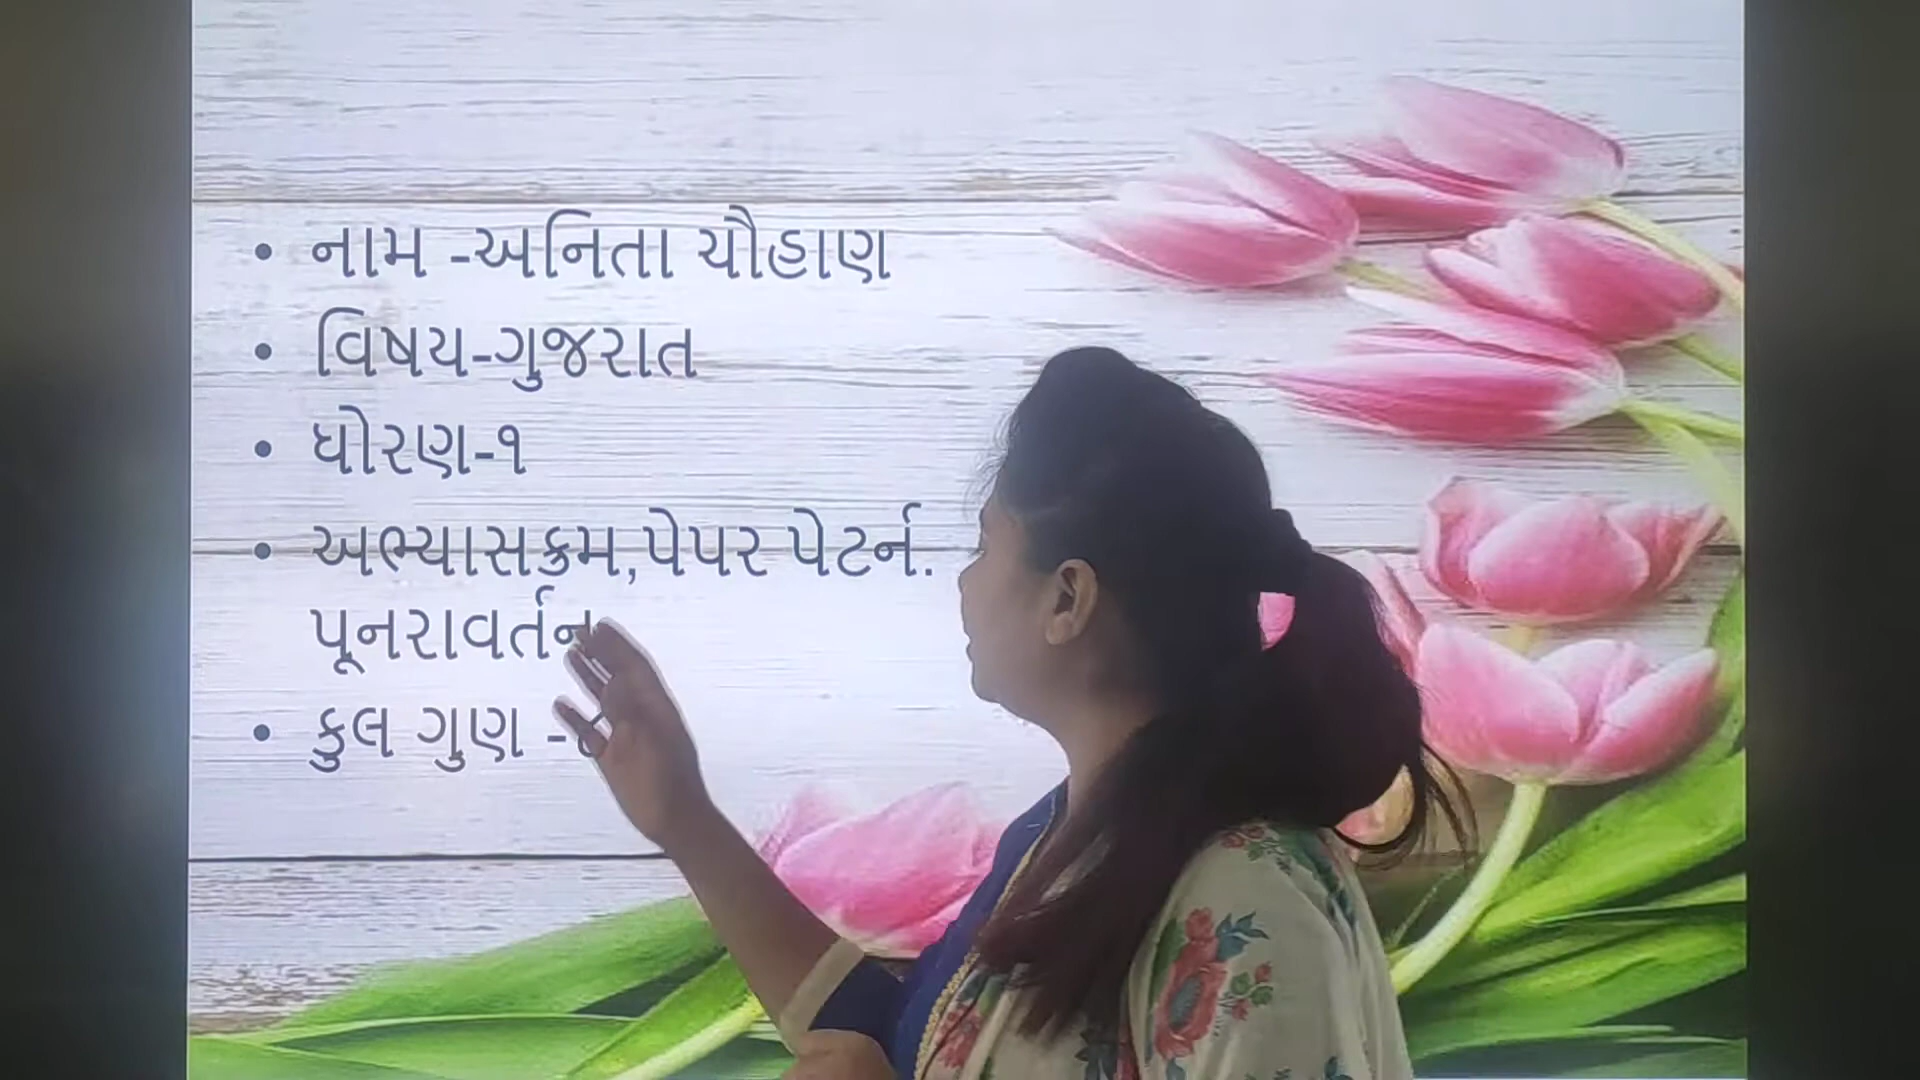 • નામ -અનિતા ચૌહાણ
• વિષય-ગુજરાત
• ધોરણ-૧
• અભ્યાસક્રમ,પેપર પેટર્ન.
પૂનરાવર્તન
• કુલ ગુણ -